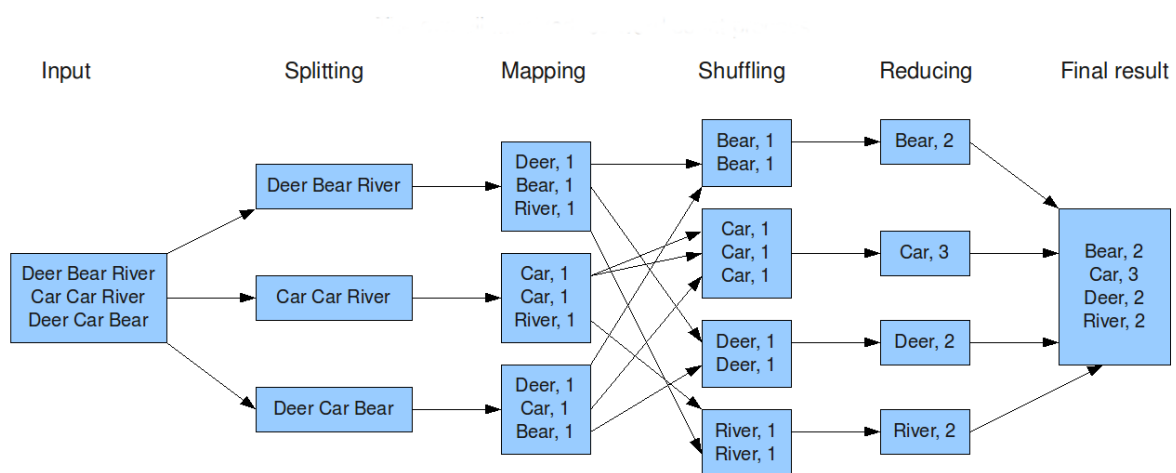 Input
Splitting
Mapping
Shuffling
Reducing
Final result
Deer Bear River
Car Car River
Deer Car Bear
Deer Bear River
Car Car River
Deer Car Bear
Deer, 1
Bear, 1
River, 1
Car, 1
Car, 1
River, 1
Deer, 1
Car, 1
Bear, 1
Bear, 1
Bear, 1
Car, 1
Car, 1
Car, 1
Deer, 1
Deer, 1
River, 1
River, 1
Bear, 2
Car, 3
Deer, 2
River, 2
Bear, 2
Car, 3
Deer, 2
River, 2